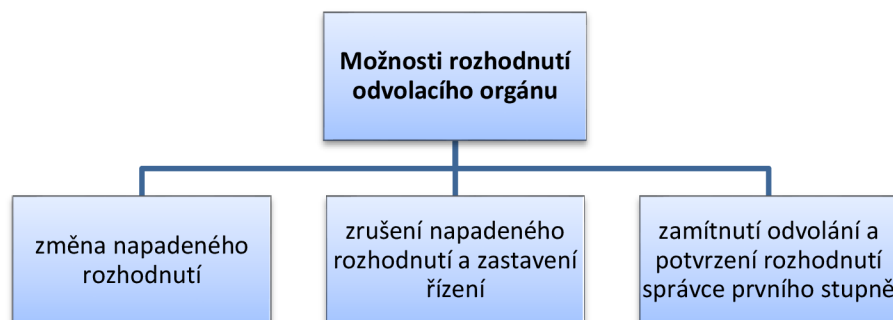 Možnosti rozhodnutí
odvolacího orgánu
změna napadeného
rozhodnutí
zrušení napadeného
rozhodnutí a zastavení
řízení
zamítnutí odvolání a
potvrzení rozhodnutí
správce prvního stupně